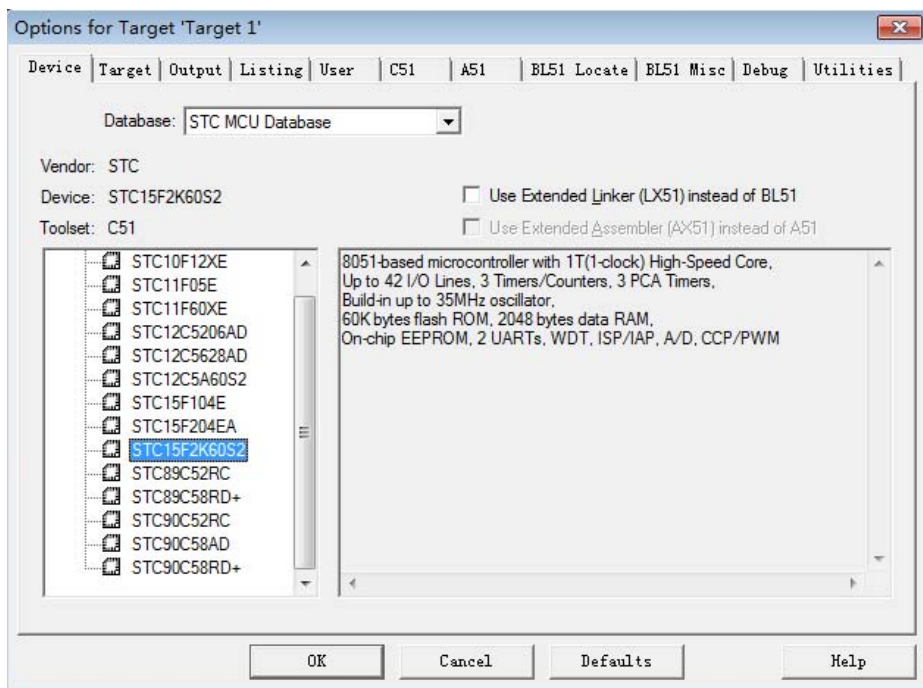 Options for Target 'Target 1'
Device Target Output Listing User C51 A51 BL51 Locate BL51 Misc Debug Utilities
Database: STC MCU Database
Vendor: STC
Device: STC15F2K60S2
Use Extended Linker (LX51) instead of BL51
Toolset: C51
Use Extended Assembler (AX51) instead of A51
STC10F12XE
STC11F05E
STC11F60XE
STC12C5206AD
STC12C5628AD
STC12C5A60S2
STC15F104E
STC15F204EA
STC15F2K60S2
STC89C52RC
STC89C58RD+
STC90C52RC
STC90C58AD
STC90C58RD+
8051-based microcontroller with 1T(1-clock) High-Speed Core,
Up to 42 I/O Lines, 3 Timers/Counters, 3 PCA Timers,
Build-in up to 35MHz oscillator,
60K bytes flash ROM, 2048 bytes data RAM,
On-chip EEPROM, 2 UARTs, WDT, ISP/IAP, A/D, CCP/PWM
OK Cancel Defaults Help